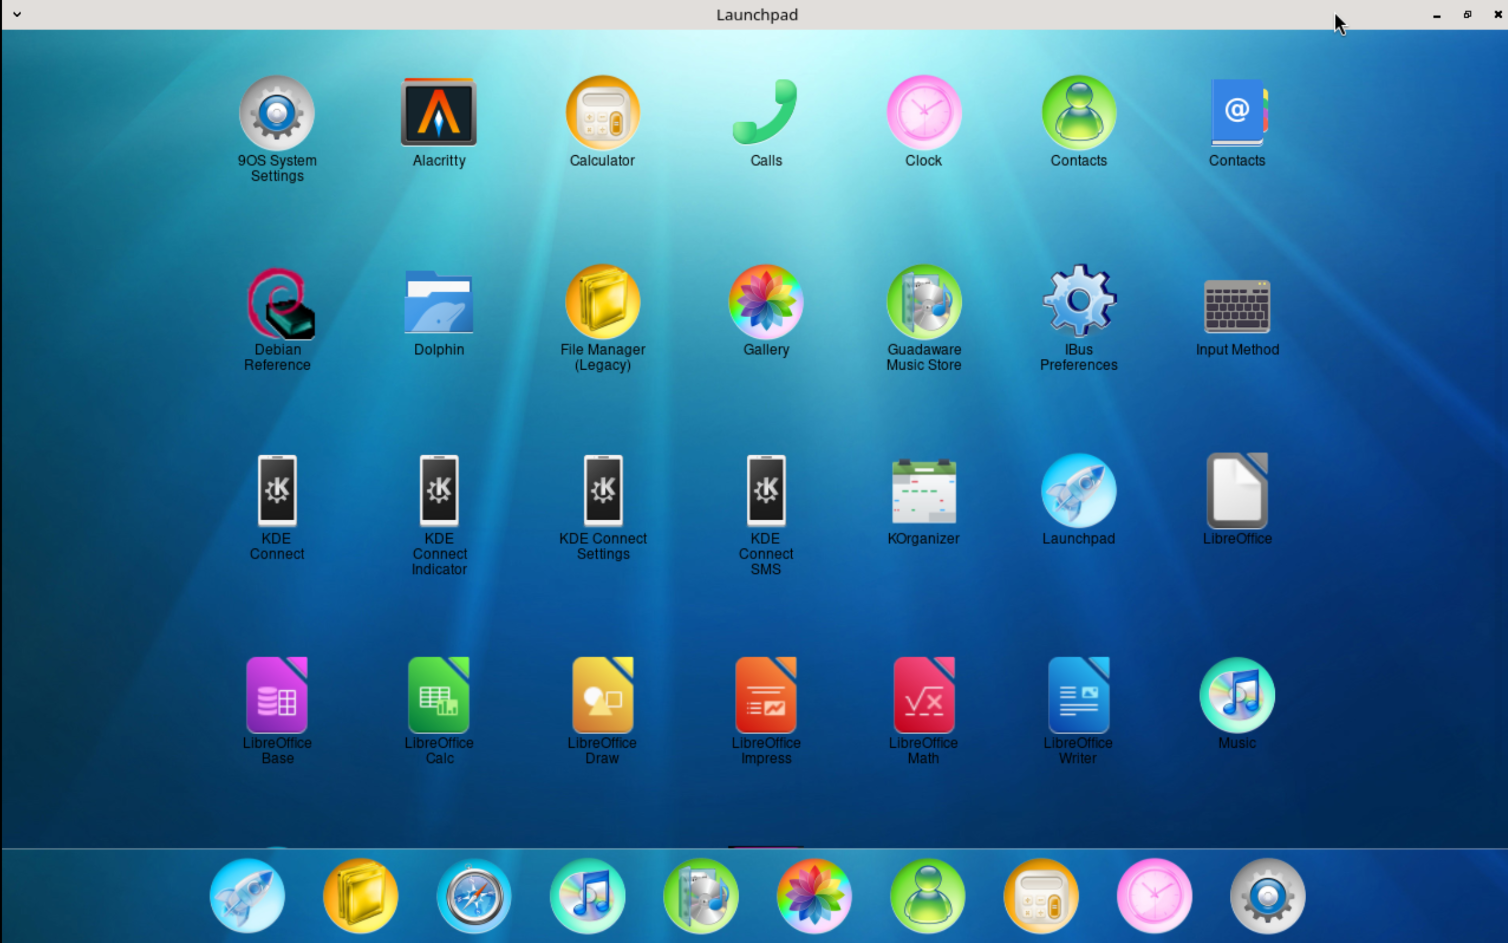 Launchpad
9OS System
Settings
Alacritty
Calculator
Calls
Clock
Contacts
@
Contacts
Debian
Reference
Dolphin
File Manager
(Legacy)
Gallery
Guadaware
Music Store
IBus
Preferences
Input Method
KDE
Connect
KDE
Connect
Indicator
KDE Connect
Settings
KDE
Connect
SMS
KOrganizer
Launchpad
LibreOffice
LibreOffice
Base
LibreOffice
Calc
LibreOffice
Draw
LibreOffice
Impress
LibreOffice
Math
LibreOffice
Writer
Music